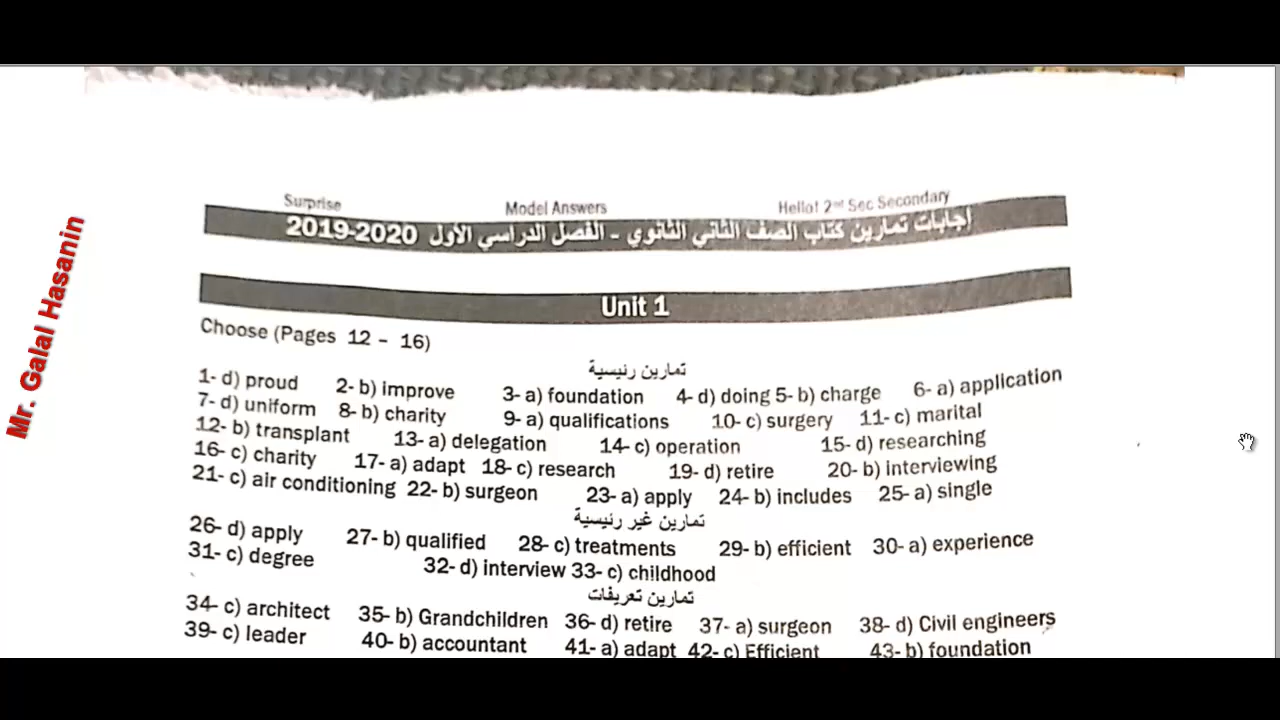 Mr. Galal Hasanin
Surprise Model Answers Hello! 2nd Sec Secondary
إجابات تمارين كتاب الصف الثاني الثانوي - الفصل الدراسي الأول 2019-2020
Unit 1
Choose (Pages 12 - 16)
تمارين رئيسية
1- d) proud 2- b) improve 3- a) foundation 4- d) doing 5- b) charge 6- a) application
7- d) uniform 8- b) charity 9- a) qualifications 10- c) surgery 11- c) marital
12- b) transplant 13- a) delegation 14- c) operation 15- d) researching
16- c) charity 17- a) adapt 18- c) research 19- d) retire 20- b) interviewing
21- c) air conditioning 22- b) surgeon 23- a) apply 24- b) includes 25- a) single
تمارين غير رئيسية
26- d) apply 27- b) qualified 28- c) treatments 29- b) efficient 30- a) experience
31- c) degree 32- d) interview 33- c) childhood
تمارين تعريفات
34- c) architect 35- b) Grandchildren 36- d) retire 37- a) surgeon 38- d) Civil engineers
39- c) leader 40- b) accountant 41- a) adapt 42- c) Efficient 43- b) foundation